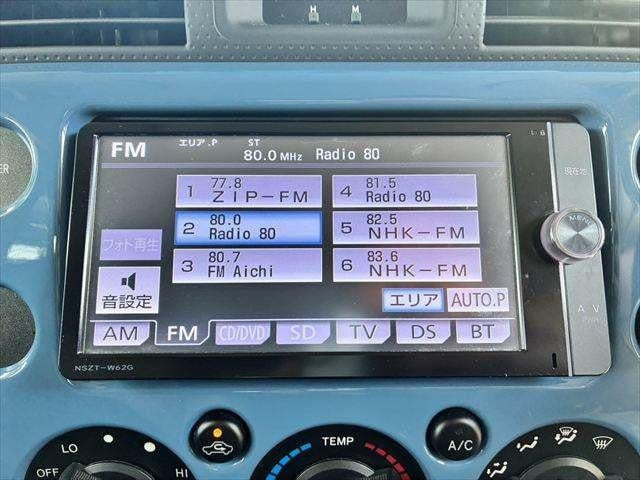 H M
FM エリア.P ST 80.0 MHz Radio 80
1 77.8 ZIP-FM
4 81.5 Radio 80
2 80.0 Radio 80
5 82.5 NHK-FM
3 80.7 FM Aichi
6 83.6 NHK-FM
フォト再生
音設定
エリア AUTO.P
AM FM CD/DVD SD TV DS BT
現在地
MENU
A V
NSZT-W62G
OFF LO HI
TEMP
A/C
ER